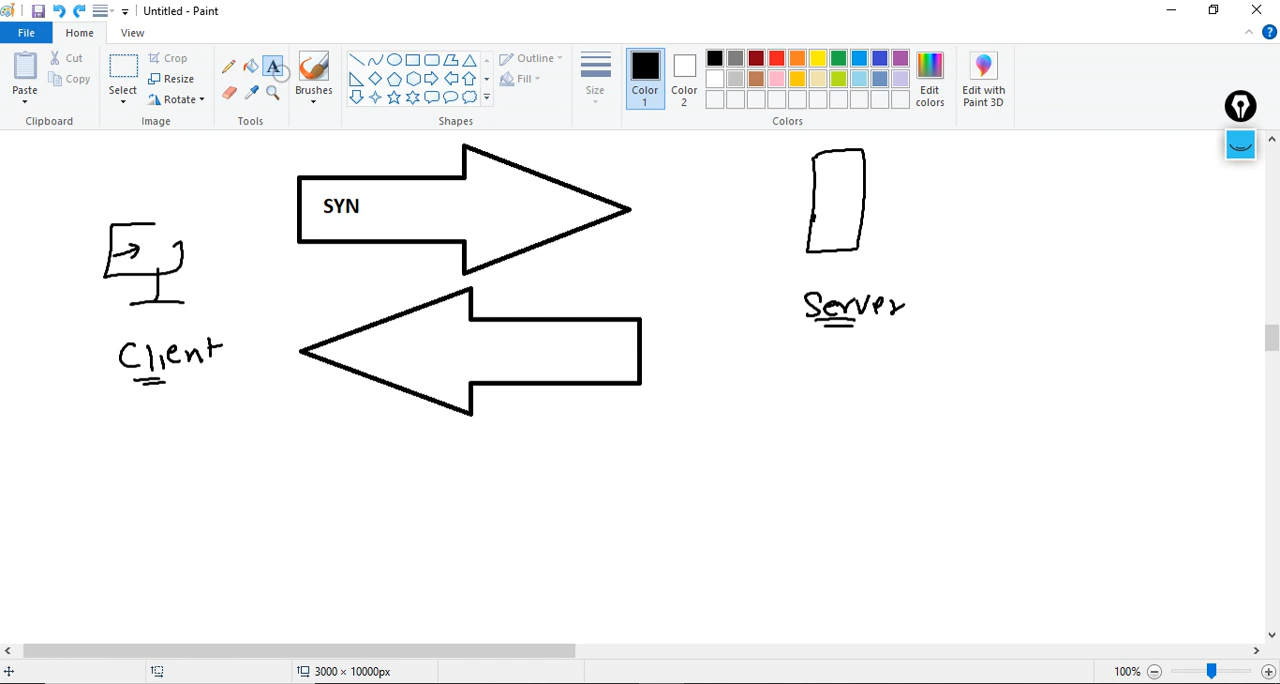 Untitled - Paint
File
Home
View
Paste
Cut
Copy
Clipboard
Select
Crop
Resize
Rotate
Image
A
Tools
Brushes
Shapes
Outline
Fill
Size
Color 1
Color 2
Colors
Edit colors
Edit with Paint 3D
SYN
Client
Server
3000 × 10000px
100%